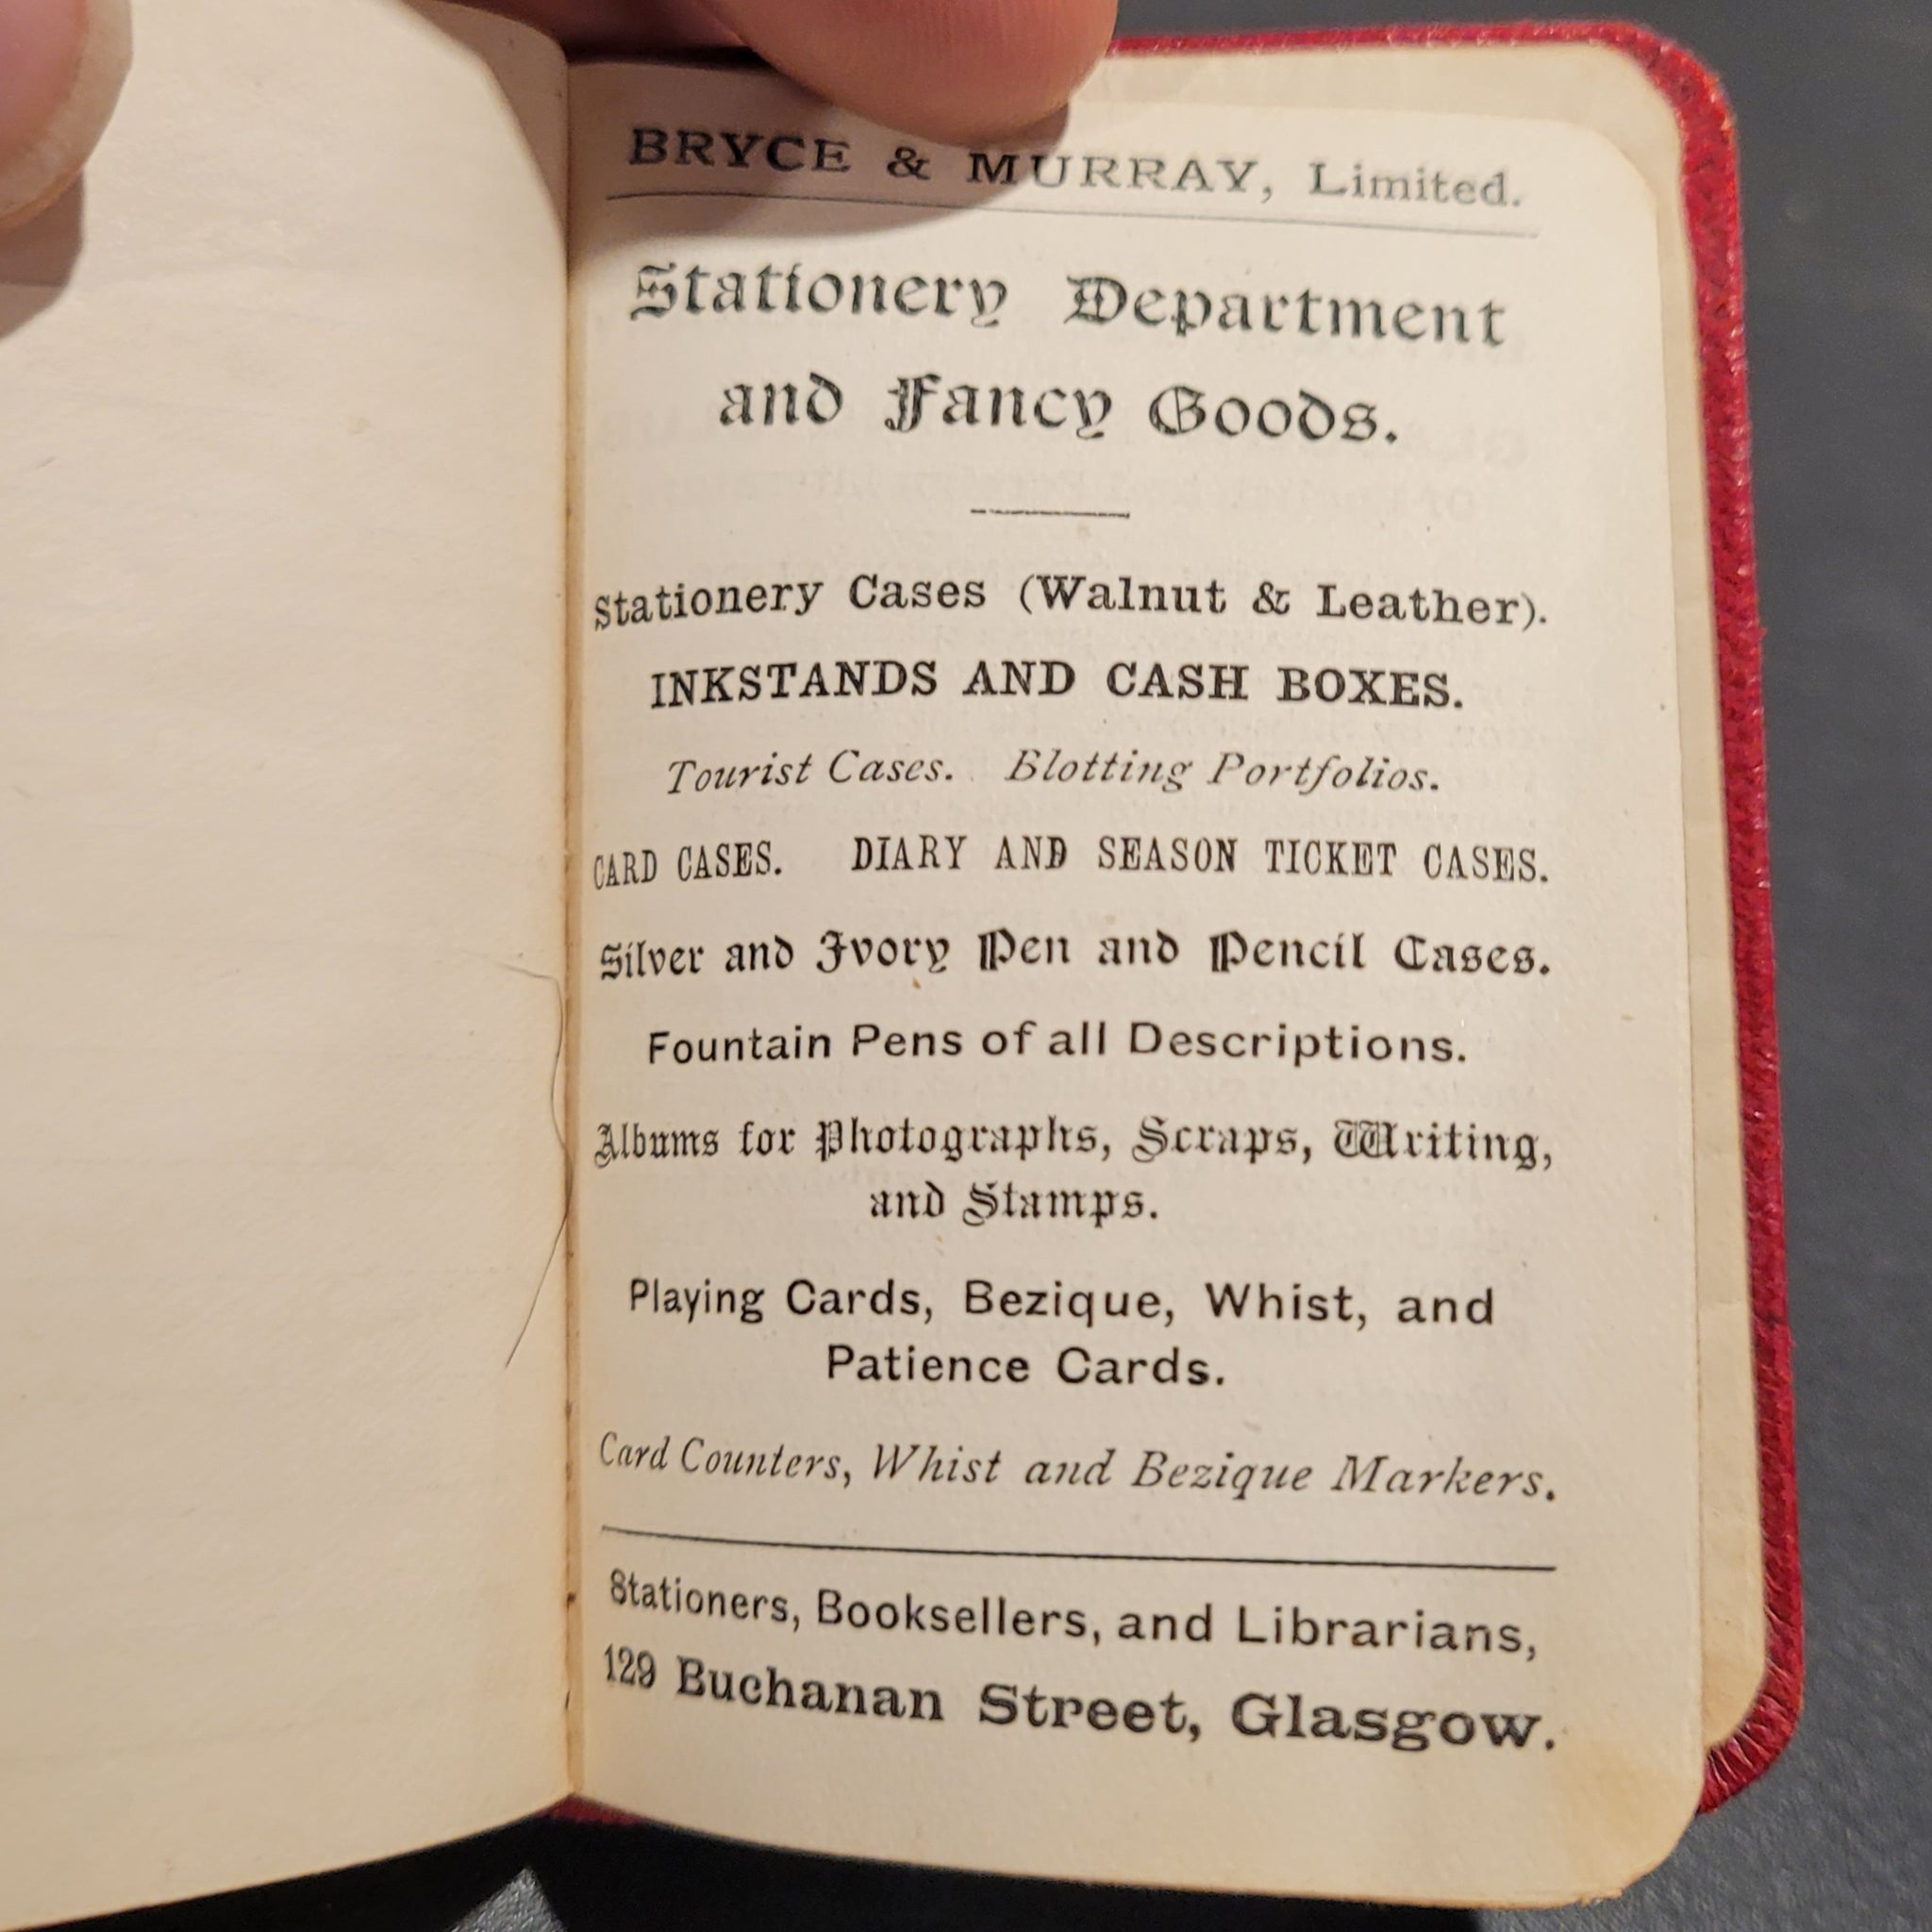 BRYCE & MURRAY, Limited.
Stationery Department
and Fancy Goods.
Stationery Cases (Walnut & Leather).
INKSTANDS AND CASH BOXES.
Tourist Cases. Blotting Portfolios.
CARD CASES. DIARY AND SEASON TICKET CASES.
Silver and Ivory Pen and Pencil Cases.
Fountain Pens of all Descriptions.
Albums for Photographs, Scraps, Writing,
and Stamps.
Playing Cards, Bezique, Whist, and
Patience Cards.
Card Counters, Whist and Bezique Markers.
Stationers, Booksellers, and Librarians,
129 Buchanan Street, Glasgow.